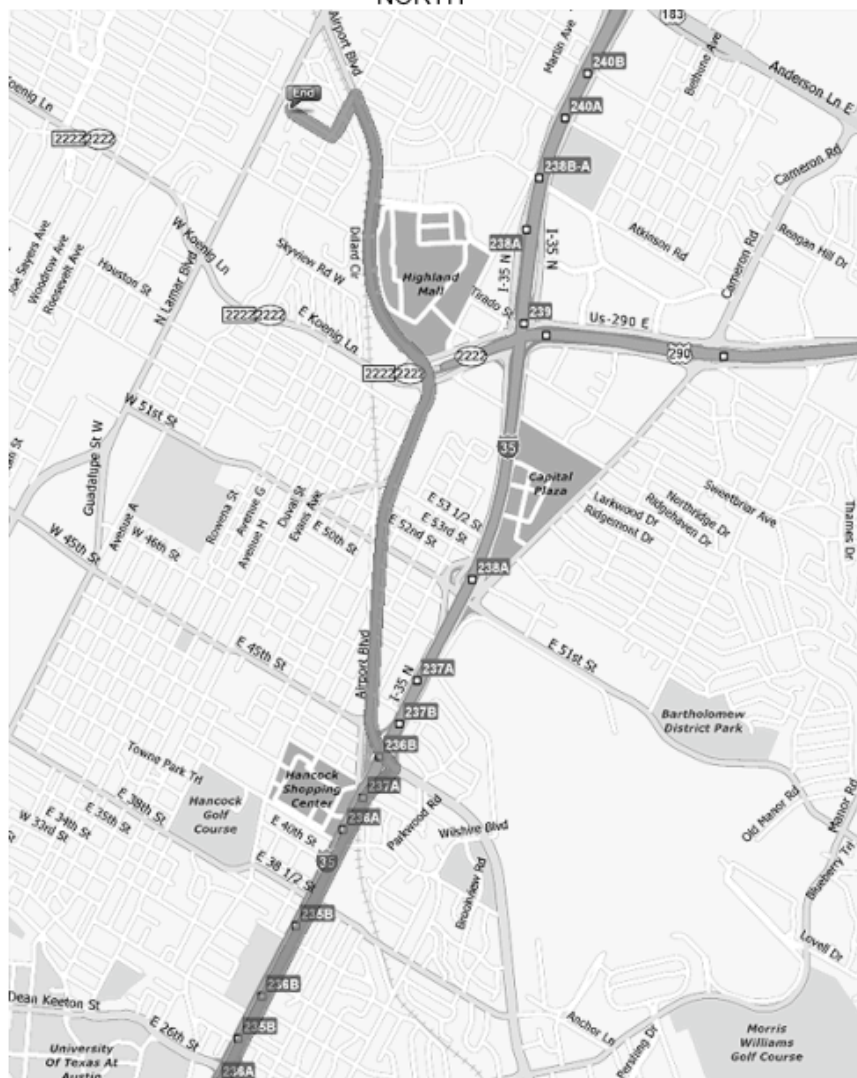 183
Airport Blvd
Marlin Ave
240B
Bethune Ave
Anderson Ln E
End
240A
Koenig Ln
2222 2222
238B-A
Cameron Rd
Joe Sayers Ave
Woodrow Ave
Roosevelt Ave
W Koenig Ln
Skyview Rd W
Dillard Cir
238A
I-35 N
I-35 N
Atkinson Rd
Reagan Hill Dr
Cameron Rd
Houston St
N Lamar Blvd
Highland
Mall
Tirado St
239
Us-290 E
2222 2222
E Koenig Ln
2222
290
2222 2222
W 51st St
35
Guadalupe St W
Capital
Plaza
Sweetbriar Ave
Northridge Dr
Ridgehaven Dr
Larkwood Dr
Ridgemont Dr
Thames Dr
Avenue A
W 46th St
W 45th St
Rowena St
Avenue G
Avenue H
Duval St
Evans Ave
E 50th St
E 53 1/2 St
E 53rd St
E 52nd St
238A
E 45th St
Airport Blvd
I-35 N
E 51st St
237A
237B
Bartholomew
District Park
236B
Towne Park Trl
Hancock
Shopping
Center
237A
Hancock
Golf
Course
E 38th St
E 35th St
E 34th St
W 33rd St
E 40th St
236A
Parkwood Rd
Wilshire Blvd
Old Manor Rd
Manor Rd
Blueberry Trl
E 38 1/2 St
35
Brookview Rd
235B
Lovell Dr
236B
Dean Keeton St
E 26th St
235B
Anchor Ln
Pershing Dr
Morris
Williams
Golf Course
University
Of Texas At
Austin
236A